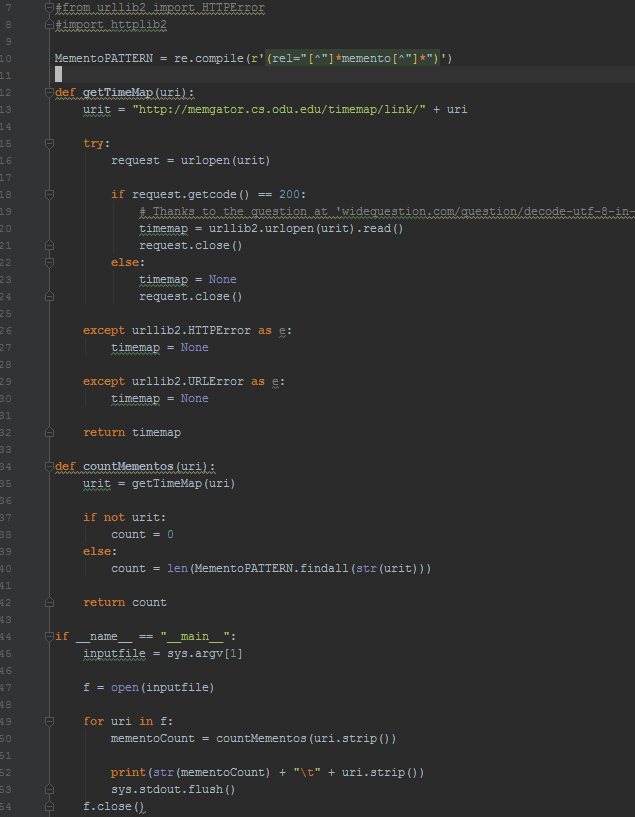 7 #from urllib2 import HTTPError
8 #import httplib2
9
10 MementoPATTERN = re.compile(r'(rel="[^"]*memento[^"]*")')
11
12 def getTimeMap(uri):
13     urit = "http://memgator.cs.odu.edu/timemap/link/" + uri
14
15     try:
16         request = urlopen(urit)
17
18         if request.getcode() == 200:
19             # Thanks to the question at 'widequestion.com/question/decode-utf-8-in-
20             timemap = urllib2.urlopen(urit).read()
21             request.close()
22         else:
23             timemap = None
24             request.close()
25
26     except urllib2.HTTPError as e:
27         timemap = None
28
29     except urllib2.URLError as e:
30         timemap = None
31
32     return timemap
33
34 def countMementos(uri):
35     urit = getTimeMap(uri)
36
37     if not urit:
38         count = 0
39     else:
40         count = len(MementoPATTERN.findall(str(urit)))
41
42     return count
43
44 if __name__ == "__main__":
45     inputfile = sys.argv[1]
46
47     f = open(inputfile)
48
49     for uri in f:
50         mementoCount = countMementos(uri.strip())
51
52         print(str(mementoCount) + "\t" + uri.strip())
53         sys.stdout.flush()
54     f.close()